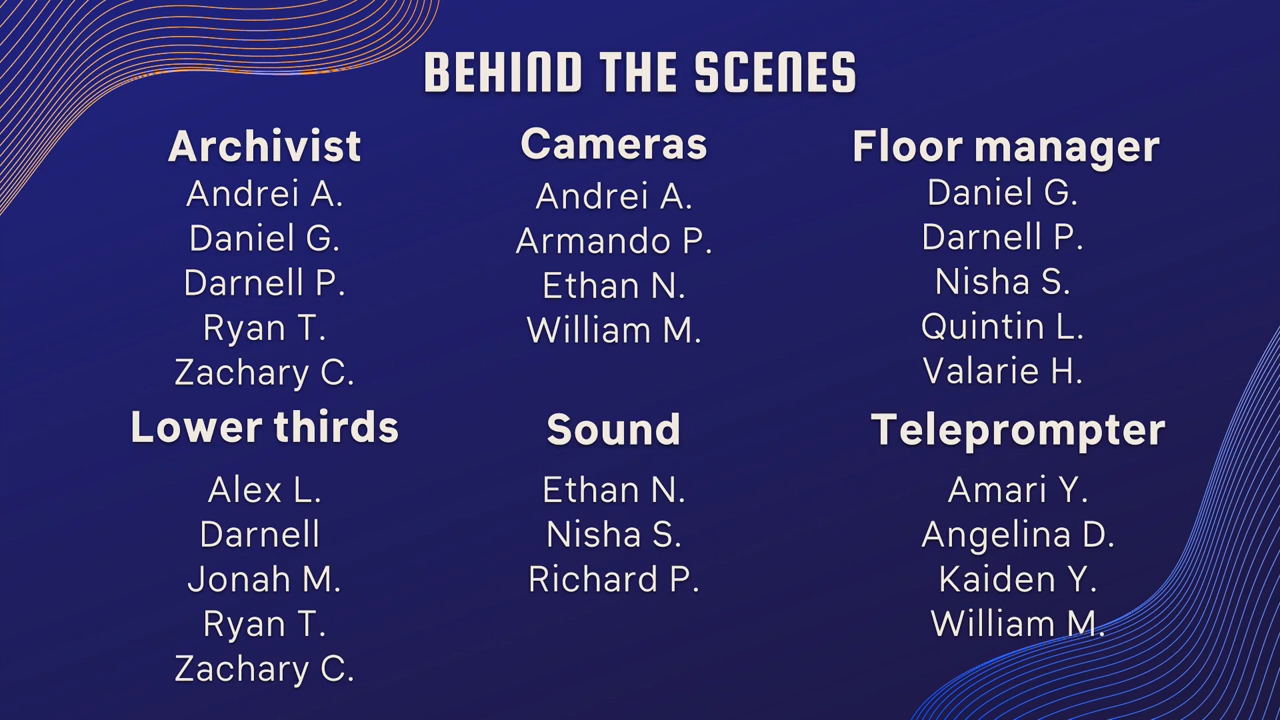 BEHIND THE SCENES
Archivist
Andrei A.
Daniel G.
Darnell P.
Ryan T.
Zachary C.
Cameras
Andrei A.
Armando P.
Ethan N.
William M.
Floor manager
Daniel G.
Darnell P.
Nisha S.
Quintin L.
Valarie H.
Lower thirds
Alex L.
Darnell
Jonah M.
Ryan T.
Zachary C.
Sound
Ethan N.
Nisha S.
Richard P.
Teleprompter
Amari Y.
Angelina D.
Kaiden Y.
William M.